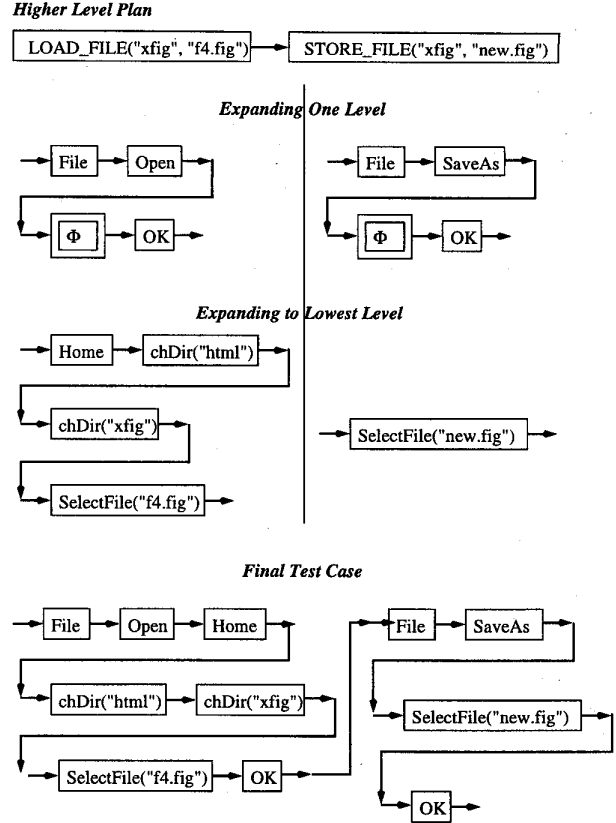 Higher Level Plan
LOAD_FILE("xfig", "f4.fig") STORE_FILE("xfig", "new.fig")
Expanding One Level
File Open
Φ OK
File SaveAs
Φ OK
Expanding to Lowest Level
Home chDir("html")
chDir("xfig")
SelectFile("f4.fig")
SelectFile("new.fig")
Final Test Case
File Open Home
chDir("html") chDir("xfig")
SelectFile("f4.fig") OK
File SaveAs
SelectFile("new.fig")
OK